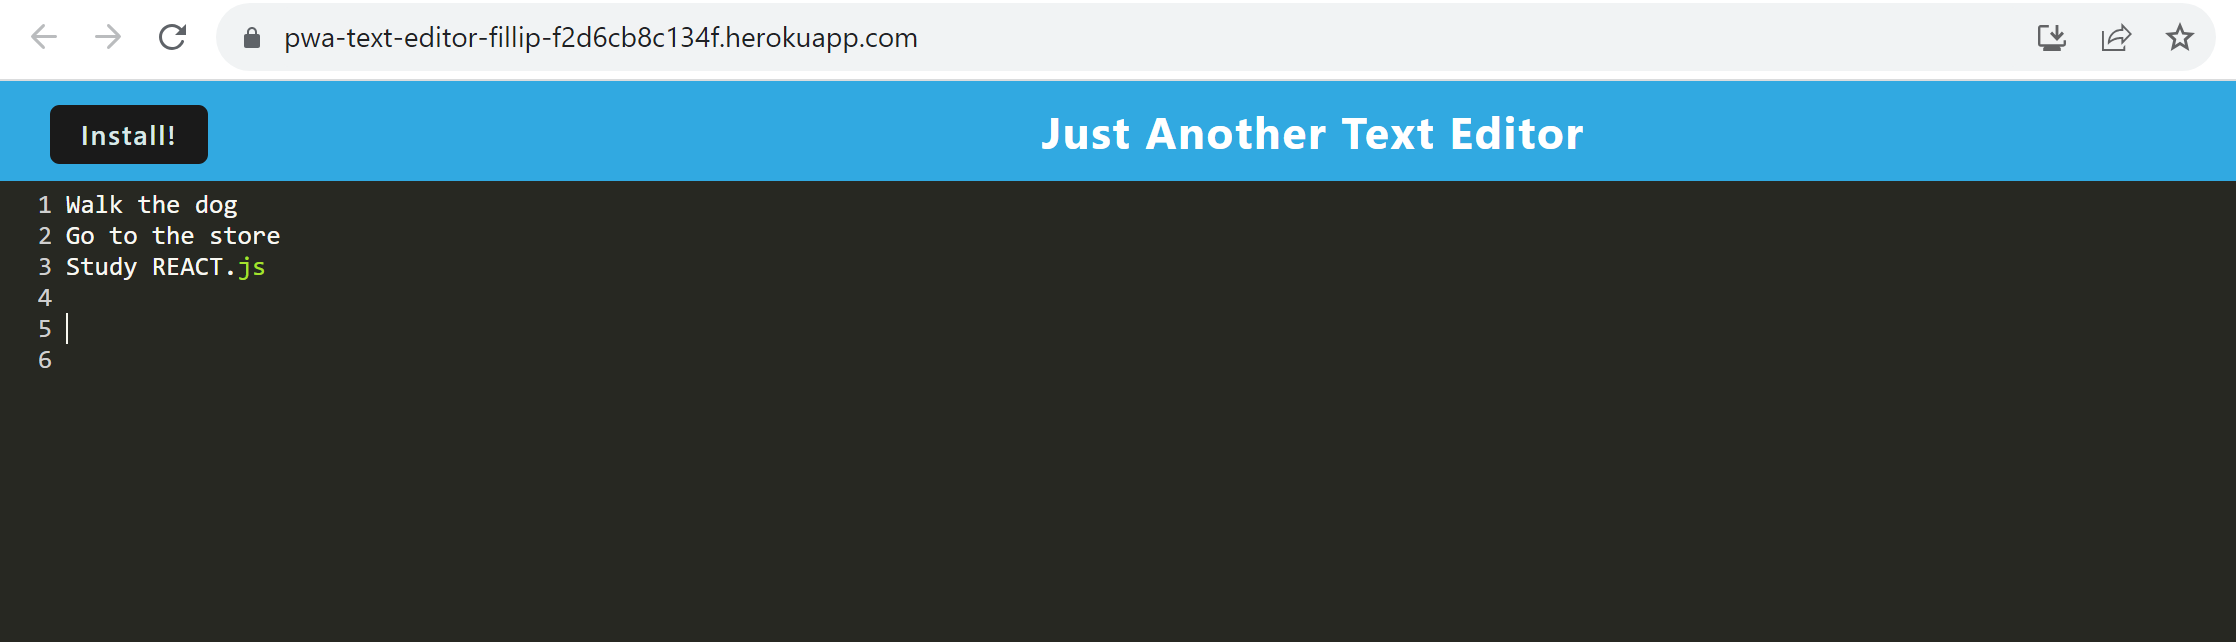 pwa-text-editor-fillip-f2d6cb8c134f.herokuapp.com
Install!
Just Another Text Editor
1 Walk the dog
2 Go to the store
3 Study REACT.js
4
5
6